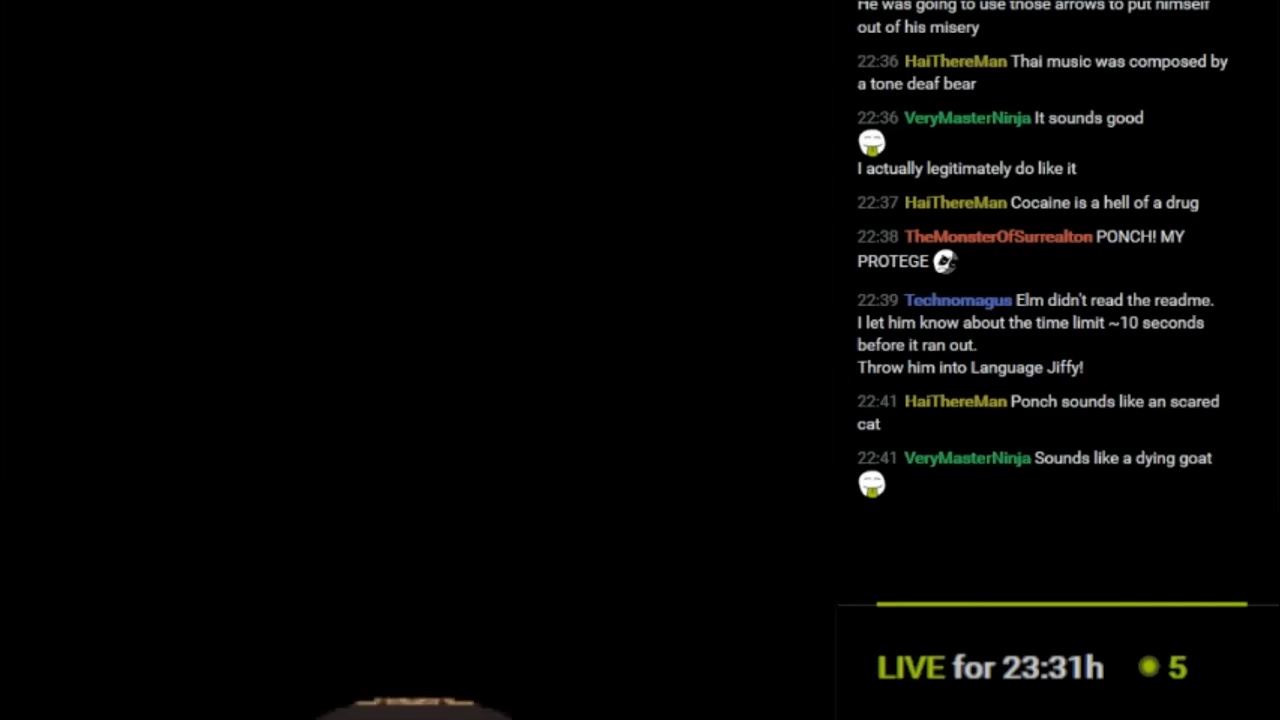 He was going to use those arrows to put himself
out of his misery
22:36 HaiThereMan Thai music was composed by
a tone deaf bear
22:36 VeryMasterNinja It sounds good
I actually legitimately do like it
22:37 HaiThereMan Cocaine is a hell of a drug
22:38 TheMonsterOfSurrealton PONCH! MY
PROTEGE
22:39 Technomagus Elm didn't read the readme.
I let him know about the time limit ~10 seconds
before it ran out.
Throw him into Language Jiffy!
22:41 HaiThereMan Ponch sounds like an scared
cat
22:41 VeryMasterNinja Sounds like a dying goat
LIVE for 23:31h 5